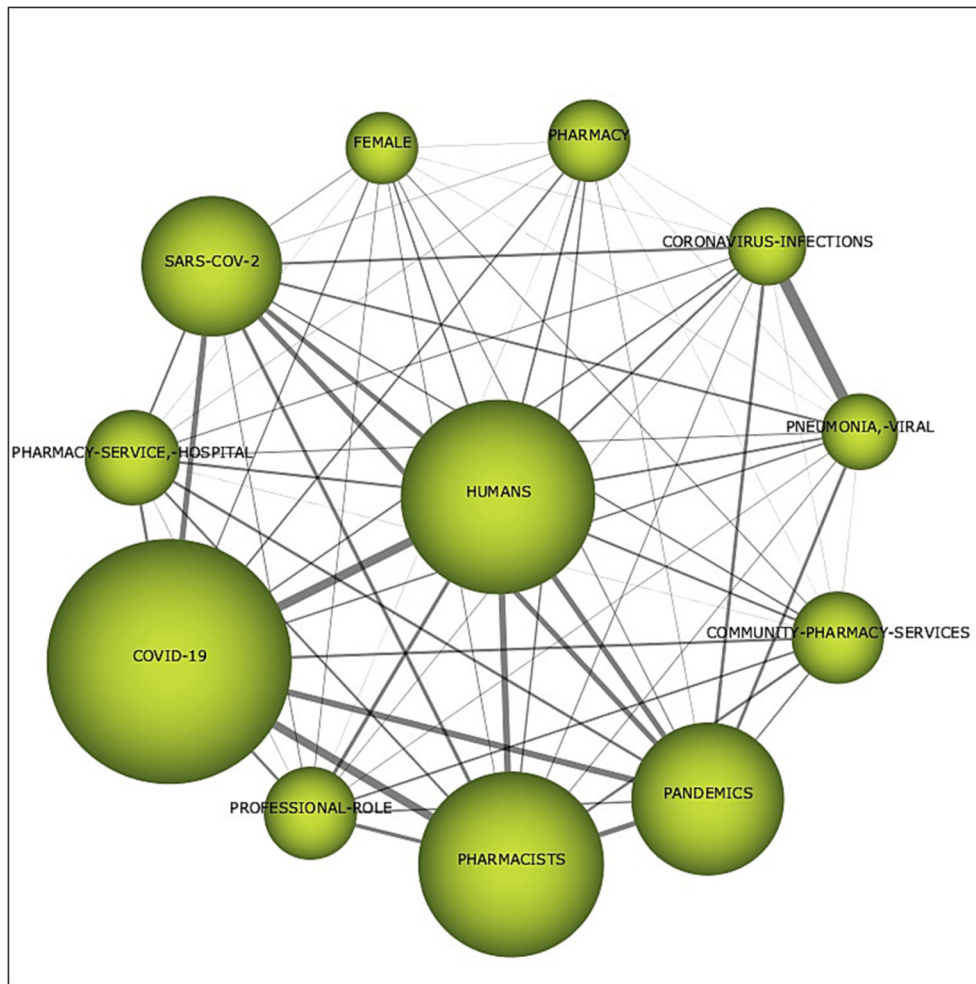 PHARMACY
FEMALE
CORONAVIRUS-INFECTIONS
SARS-COV-2
PNEUMONIA,-VIRAL
PHARMACY-SERVICE,-HOSPITAL
HUMANS
COMMUNITY-PHARMACY-SERVICES
COVID-19
PANDEMICS
PROFESSIONAL-ROLE
PHARMACISTS